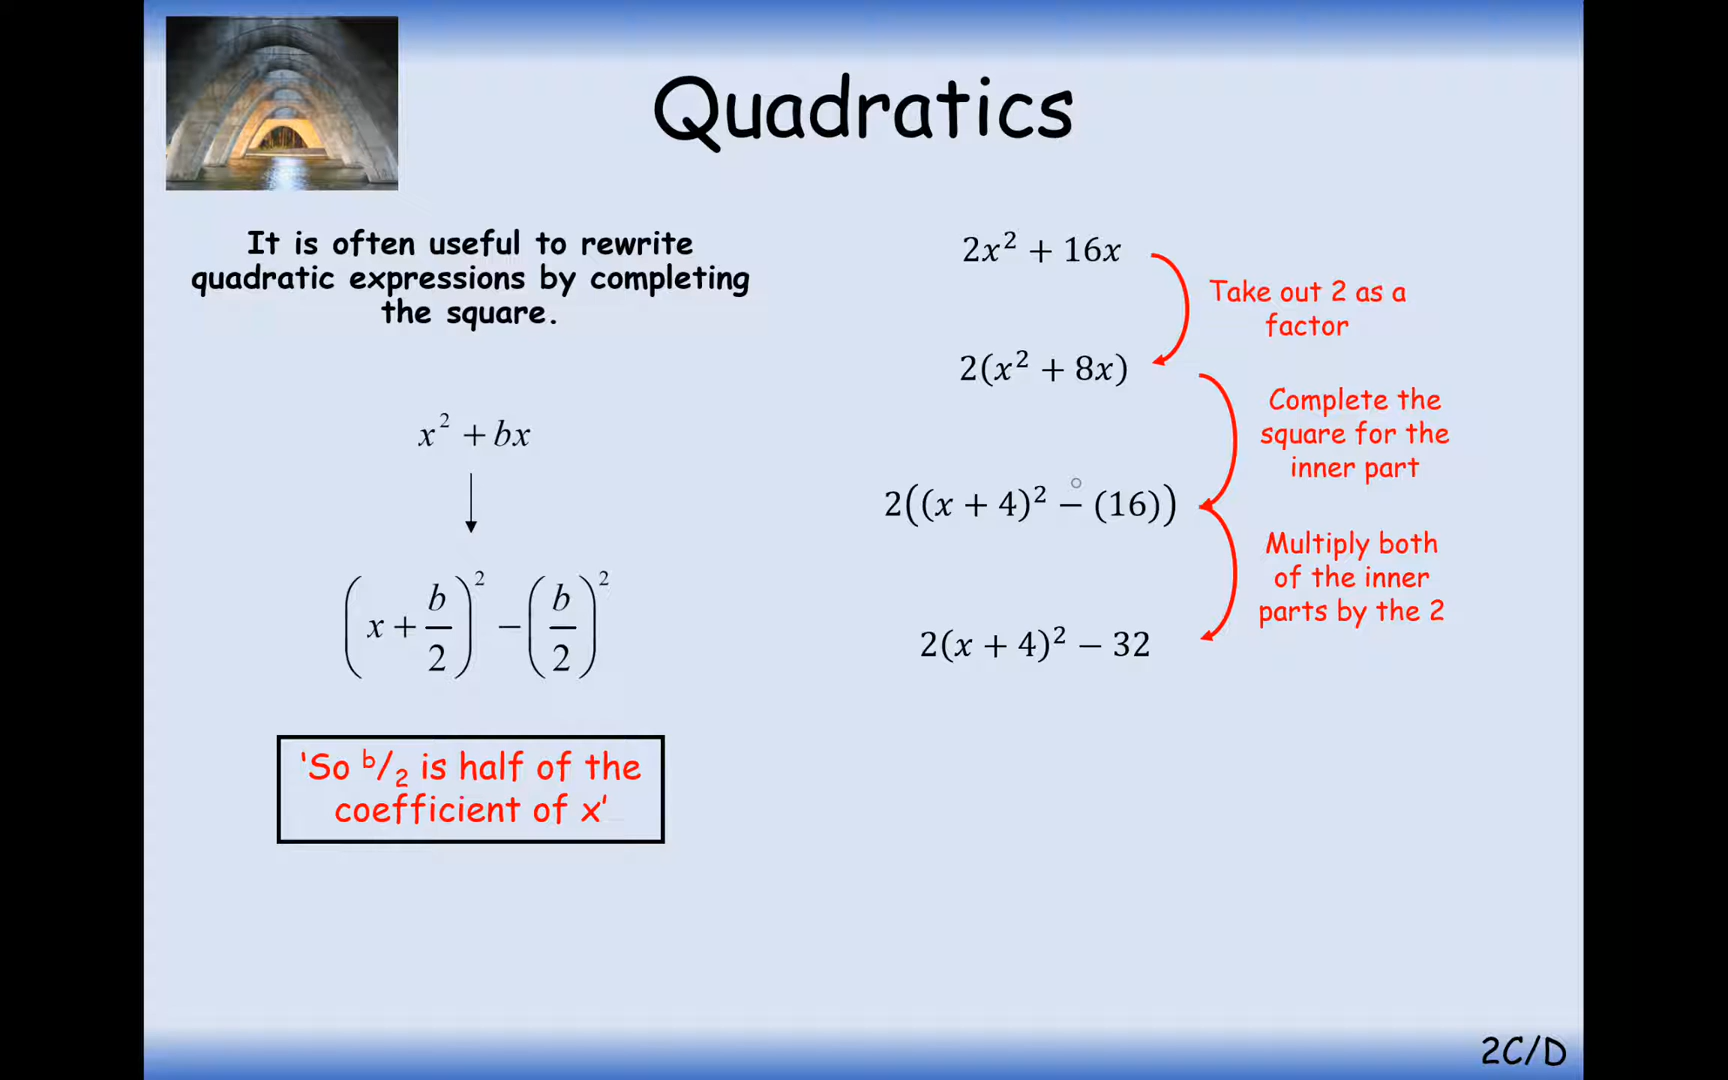 Quadratics
It is often useful to rewrite
quadratic expressions by completing
the square.
x² + bx
(x + b/2)² − (b/2)²
‘So b/2 is half of the
coefficient of x’
2x² + 16x
Take out 2 as a
factor
2(x² + 8x)
Complete the
square for the
inner part
2((x + 4)² − (16))
Multiply both
of the inner
parts by the 2
2(x + 4)² − 32
2C/D